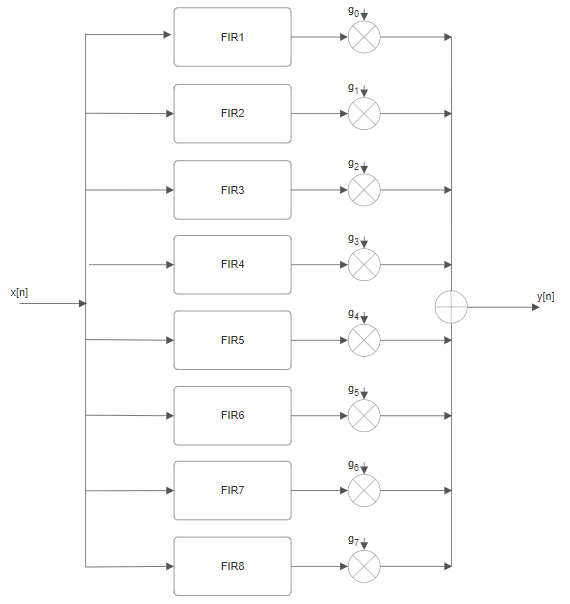 g₀
FIR1
g₁
FIR2
g₂
FIR3
g₃
FIR4
x[n]
y[n]
g₄
FIR5
g₅
FIR6
g₆
FIR7
g₇
FIR8